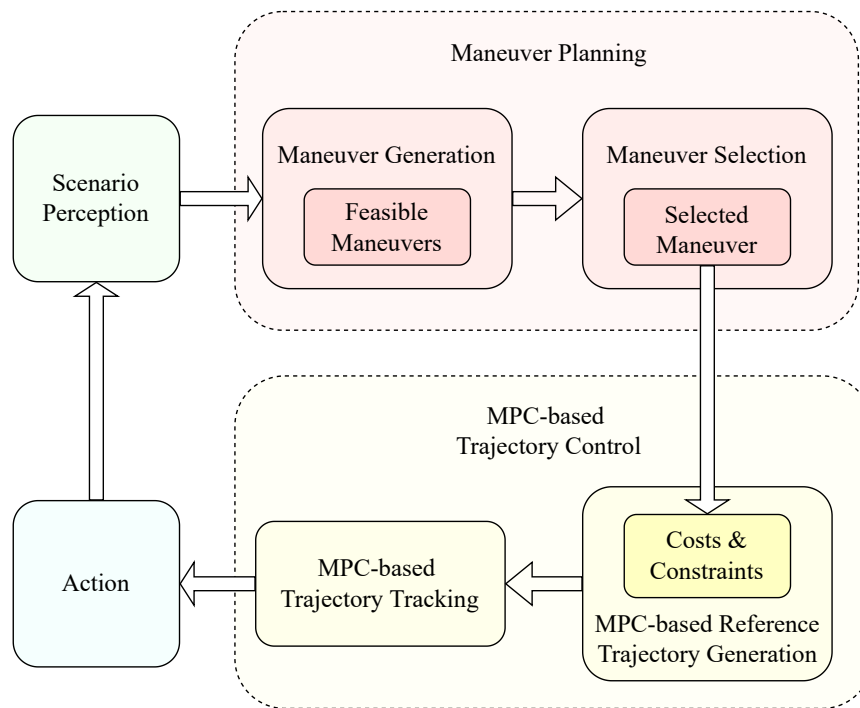 Maneuver Planning
Scenario
Perception
Maneuver Generation
Feasible
Maneuvers
Maneuver Selection
Selected
Maneuver
MPC-based
Trajectory Control
Action
MPC-based
Trajectory Tracking
Costs &
Constraints
MPC-based Reference
Trajectory Generation